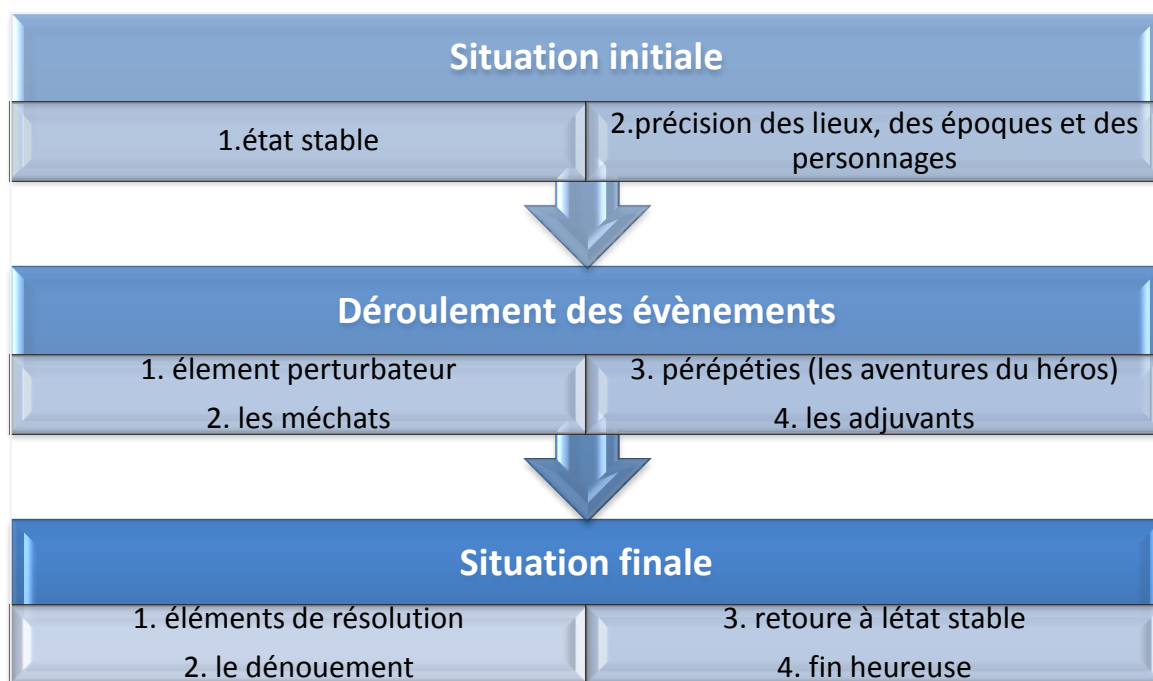 Situation initiale
1.état stable
2.précision des lieux, des époques et des
personnages
Déroulement des évènements
1. élement perturbateur
2. les méchats
3. pérépéties (les aventures du héros)
4. les adjuvants
Situation finale
1. éléments de résolution
2. le dénouement
3. retoure à létat stable
4. fin heureuse